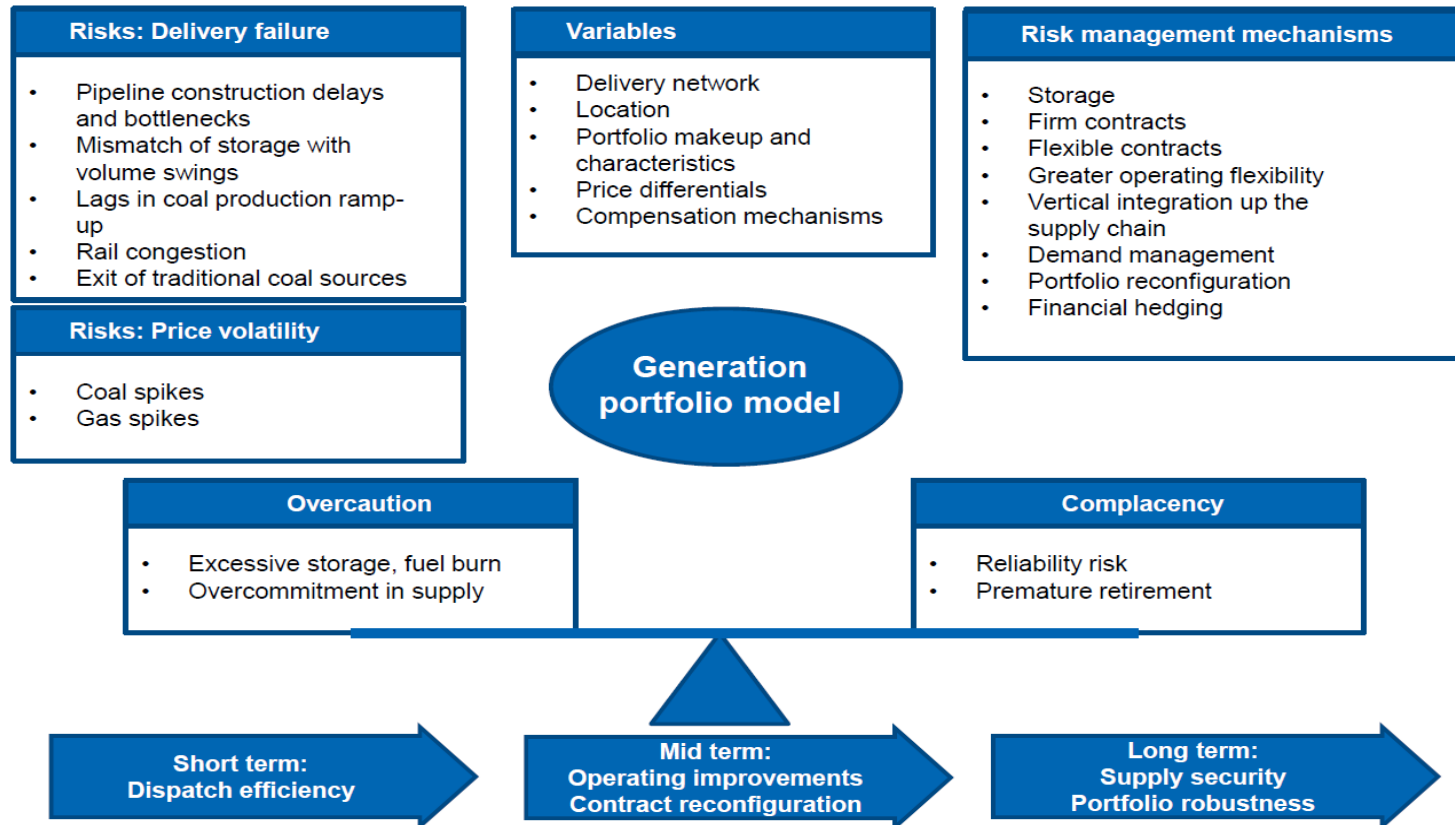 Risks: Delivery failure
• Pipeline construction delays
and bottlenecks
• Mismatch of storage with
volume swings
• Lags in coal production ramp-
up
• Rail congestion
• Exit of traditional coal sources
Risks: Price volatility
• Coal spikes
• Gas spikes
Variables
• Delivery network
• Location
• Portfolio makeup and
characteristics
• Price differentials
• Compensation mechanisms
Risk management mechanisms
• Storage
• Firm contracts
• Flexible contracts
• Greater operating flexibility
• Vertical integration up the
supply chain
• Demand management
• Portfolio reconfiguration
• Financial hedging
Generation
portfolio model
Overcaution
• Excessive storage, fuel burn
• Overcommitment in supply
Complacency
• Reliability risk
• Premature retirement
Short term:
Dispatch efficiency
Mid term:
Operating improvements
Contract reconfiguration
Long term:
Supply security
Portfolio robustness